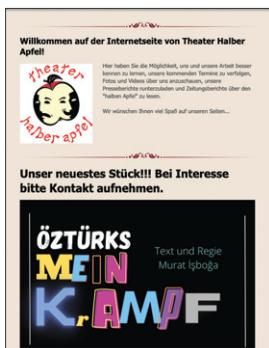 Willkommen auf der Internetseite von Theater Halber
Apfel!
theater
halber apfel
Hier haben Sie die Möglichkeit, uns und unsere Arbeit besser
kennen zu lernen, unsere kommenden Termine zu verfolgen,
Fotos und Videos über uns anzuschauen, unsere
Presseberichte runterzuladen und Zeitungsberichte über den
"halben Apfel" zu lesen.
Wir wünschen Ihnen viel Spaß auf unseren Seiten...
Unser neuestes Stück!!! Bei Interesse
bitte Kontakt aufnehmen.
ÖZTÜRKS
MEIN
K.rAMPF
Text und Regie
Murat İşboğa